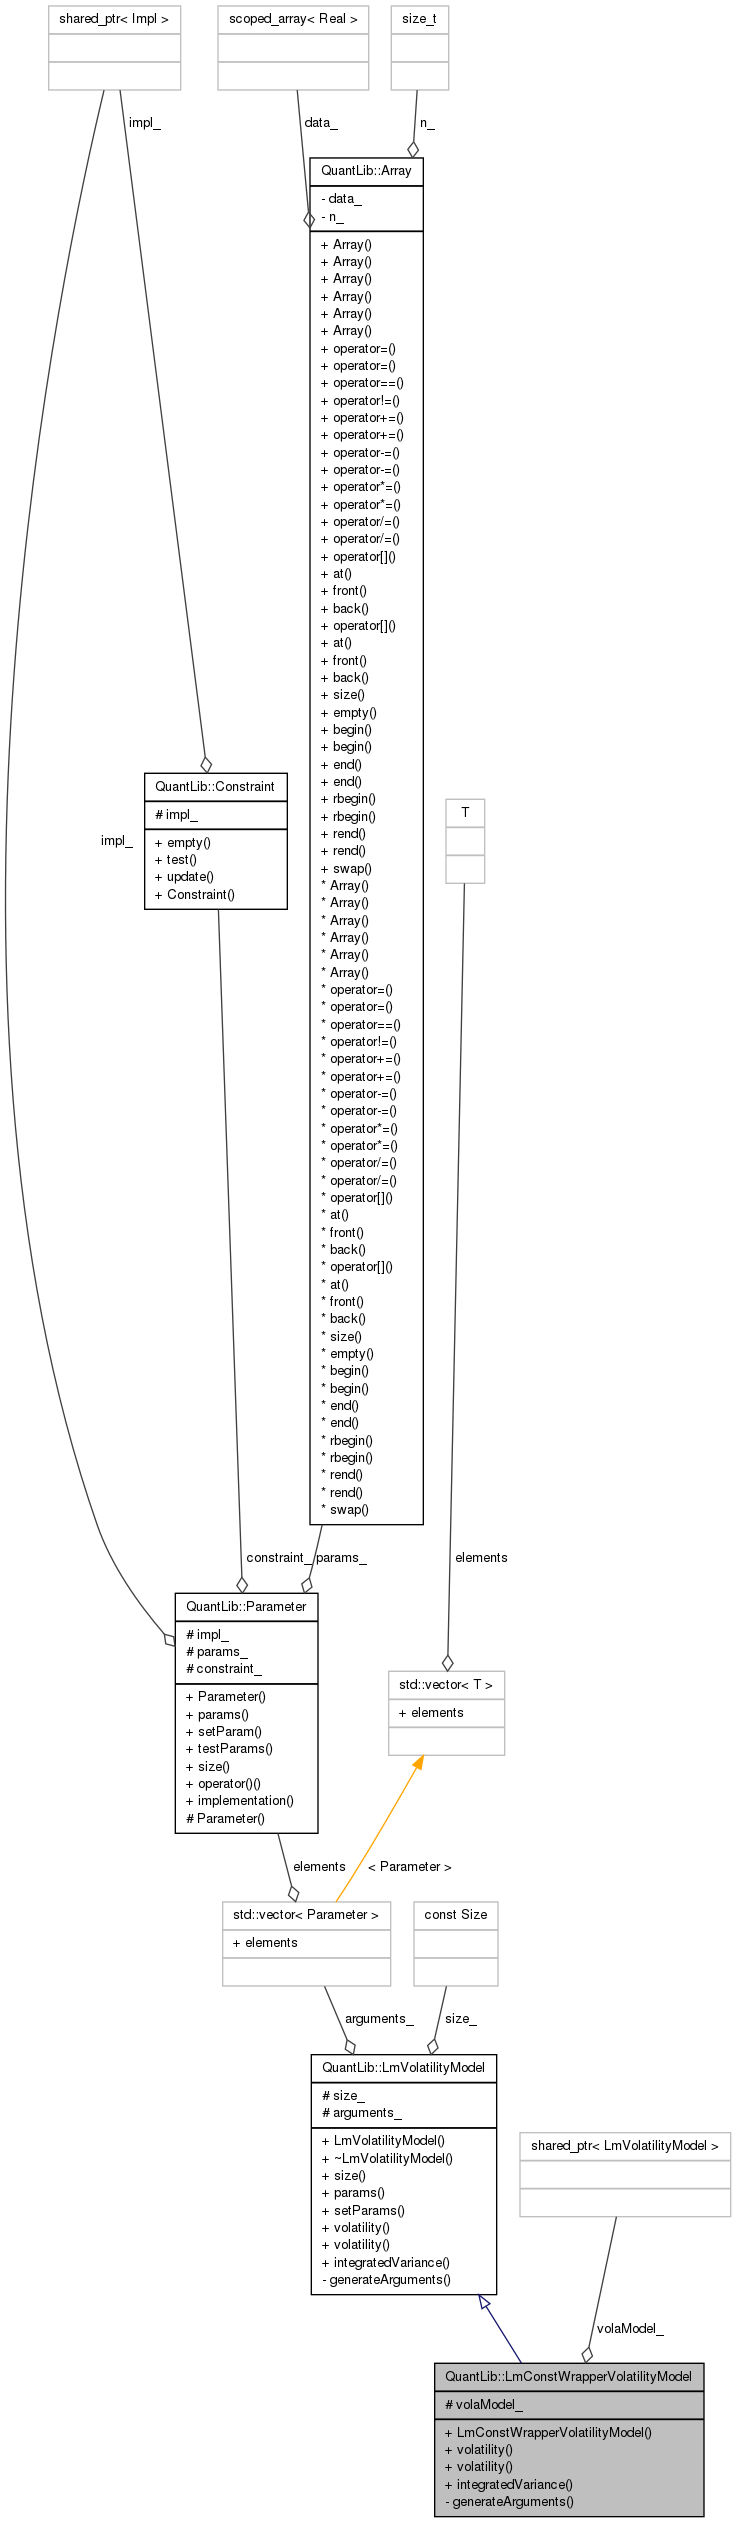 shared_ptr< Impl >
scoped_array< Real >
size_t
impl_
data_
n_
QuantLib::Array
- data_
- n_
+ Array()
+ Array()
+ Array()
+ Array()
+ Array()
+ Array()
+ operator=()
+ operator=()
+ operator==()
+ operator!=()
+ operator+=()
+ operator+=()
+ operator-=()
+ operator-=()
+ operator*=()
+ operator*=()
+ operator/=()
+ operator/=()
+ operator[]()
+ at()
+ front()
+ back()
+ operator[]()
+ at()
+ front()
+ back()
+ size()
+ empty()
+ begin()
+ begin()
+ end()
+ end()
+ rbegin()
+ rbegin()
+ rend()
+ rend()
+ swap()
* Array()
* Array()
* Array()
* Array()
* Array()
* Array()
* operator=()
* operator=()
* operator==()
* operator!=()
* operator+=()
* operator+=()
* operator-=()
* operator-=()
* operator*=()
* operator*=()
* operator/=()
* operator/=()
* operator[]()
* at()
* front()
* back()
* operator[]()
* at()
* front()
* back()
* size()
* empty()
* begin()
* begin()
* end()
* end()
* rbegin()
* rbegin()
* rend()
* rend()
* swap()
QuantLib::Constraint
# impl_
+ empty()
+ test()
+ update()
+ Constraint()
impl_
T
constraint_
params_
elements
QuantLib::Parameter
# impl_
# params_
# constraint_
+ Parameter()
+ params()
+ setParam()
+ testParams()
+ size()
+ operator()()
+ implementation()
# Parameter()
std::vector< T >
+ elements
elements
< Parameter >
std::vector< Parameter >
+ elements
const Size
arguments_
size_
QuantLib::LmVolatilityModel
# size_
# arguments_
+ LmVolatilityModel()
+ ~LmVolatilityModel()
+ size()
+ params()
+ setParams()
+ volatility()
+ volatility()
+ integratedVariance()
- generateArguments()
shared_ptr< LmVolatilityModel >
volaModel_
QuantLib::LmConstWrapperVolatilityModel
# volaModel_
+ LmConstWrapperVolatilityModel()
+ volatility()
+ volatility()
+ integratedVariance()
- generateArguments()